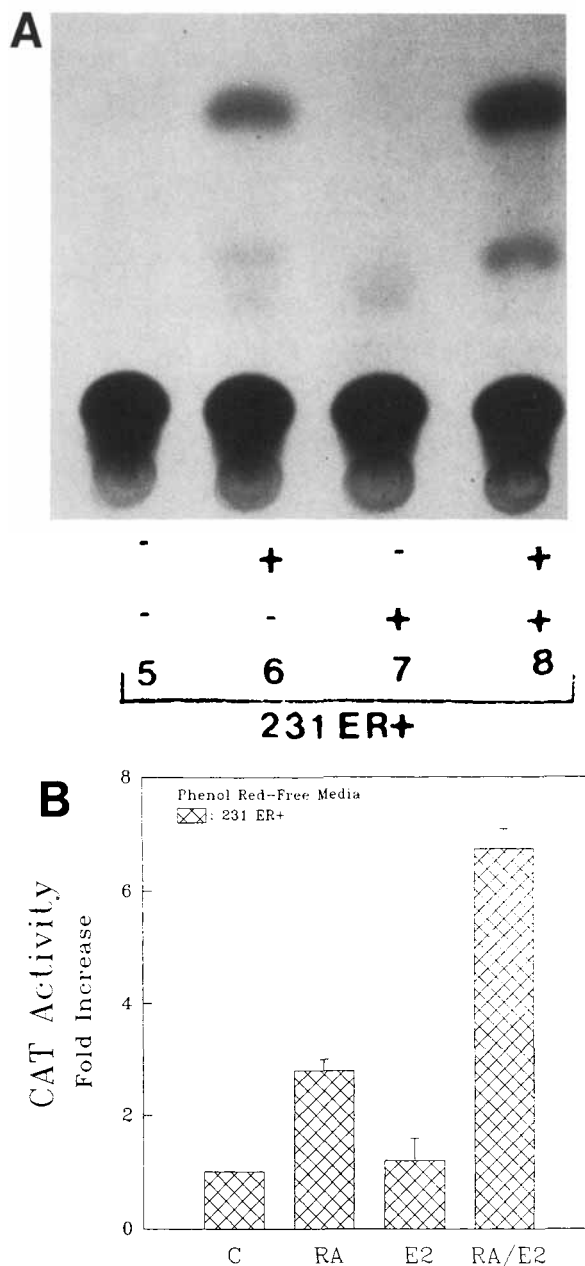 A
- + - +
- - + +
5 6 7 8
231 ER+
B
8
Phenol Red-Free Media
: 231 ER+
6
4
2
0
CAT Activity
Fold Increase
C RA E2 RA/E2